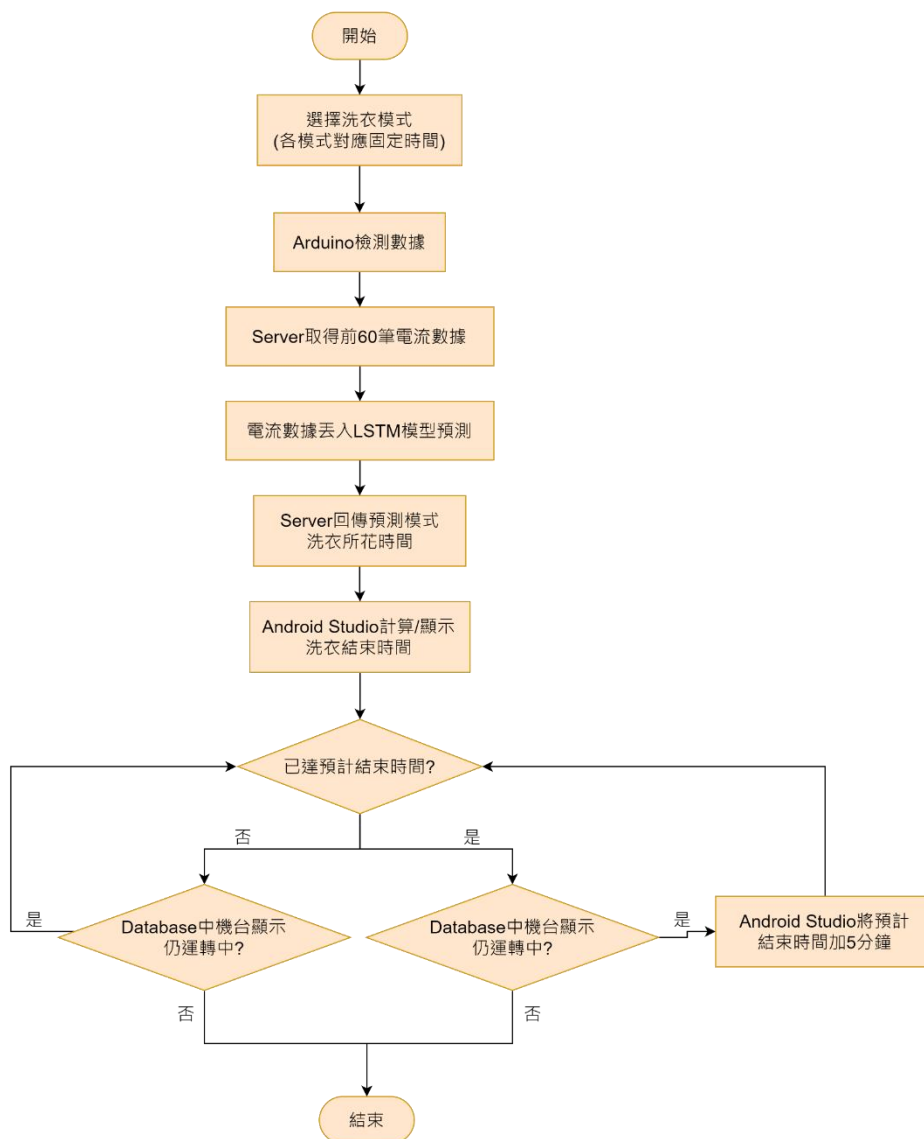 開始
選擇洗衣模式
(各模式對應固定時間)
Arduino檢測數據
Server取得前60筆電流數據
電流數據丟入LSTM模型預測
Server回傳預測模式
洗衣所花時間
Android Studio計算/顯示
洗衣結束時間
已達預計結束時間?
否
是
Database中機台顯示
仍運轉中?
是
Database中機台顯示
仍運轉中?
是
Android Studio將預計
結束時間加5分鐘
否
否
結束